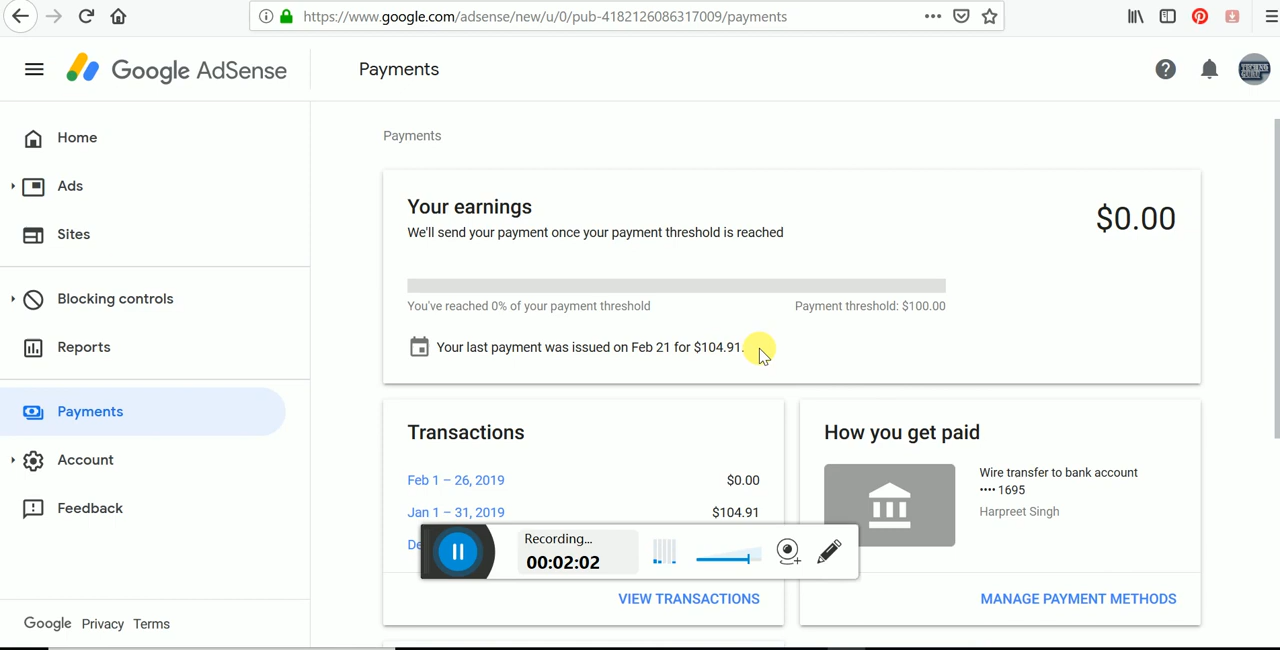 https://www.google.com/adsense/new/u/0/pub-4182126086317009/payments
Google AdSense
Payments
Home
Ads
Sites
Blocking controls
Reports
Payments
Account
Feedback
Google Privacy Terms
Payments
Your earnings
$0.00
We'll send your payment once your payment threshold is reached
You've reached 0% of your payment threshold
Payment threshold: $100.00
Your last payment was issued on Feb 21 for $104.91.
Transactions
Feb 1 – 26, 2019 $0.00
Jan 1 – 31, 2019 $104.91
De
VIEW TRANSACTIONS
How you get paid
Wire transfer to bank account
•••• 1695
Harpreet Singh
MANAGE PAYMENT METHODS
Recording...
00:02:02